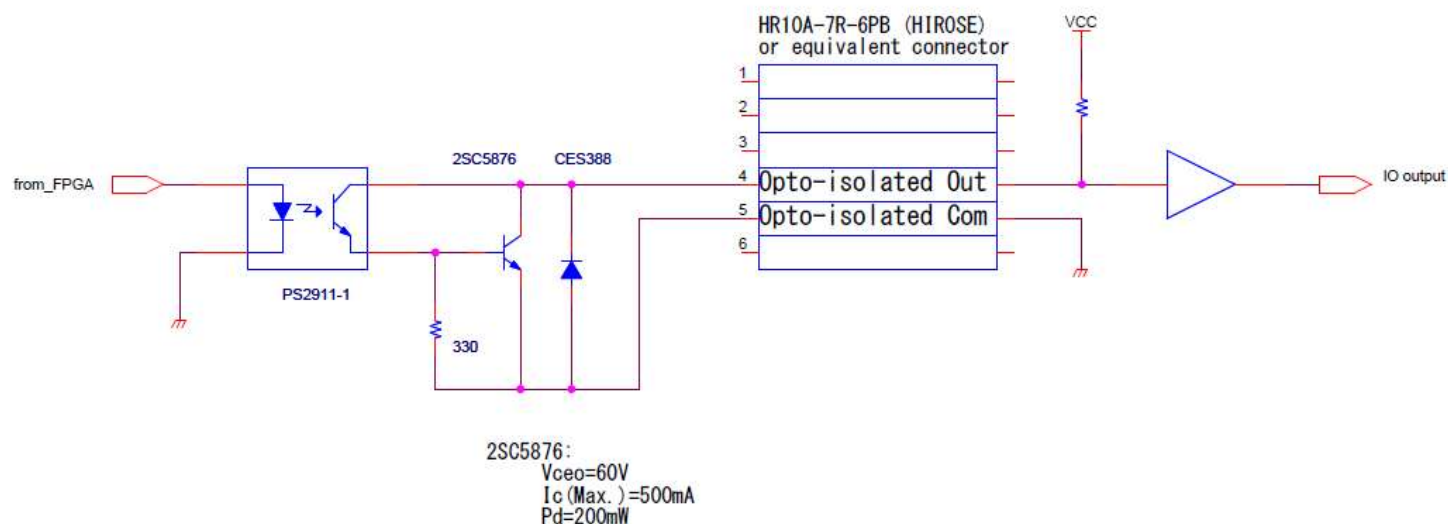 HR10A-7R-6PB (HIROSE)
or equivalent connector
VCC
1
2
3
2SC5876
CES388
from_FPGA
4
Opto-isolated Out
IO output
5
Opto-isolated Com
6
PS2911-1
330
2SC5876:
Vceo=60V
Ic(Max.)=500mA
Pd=200mW